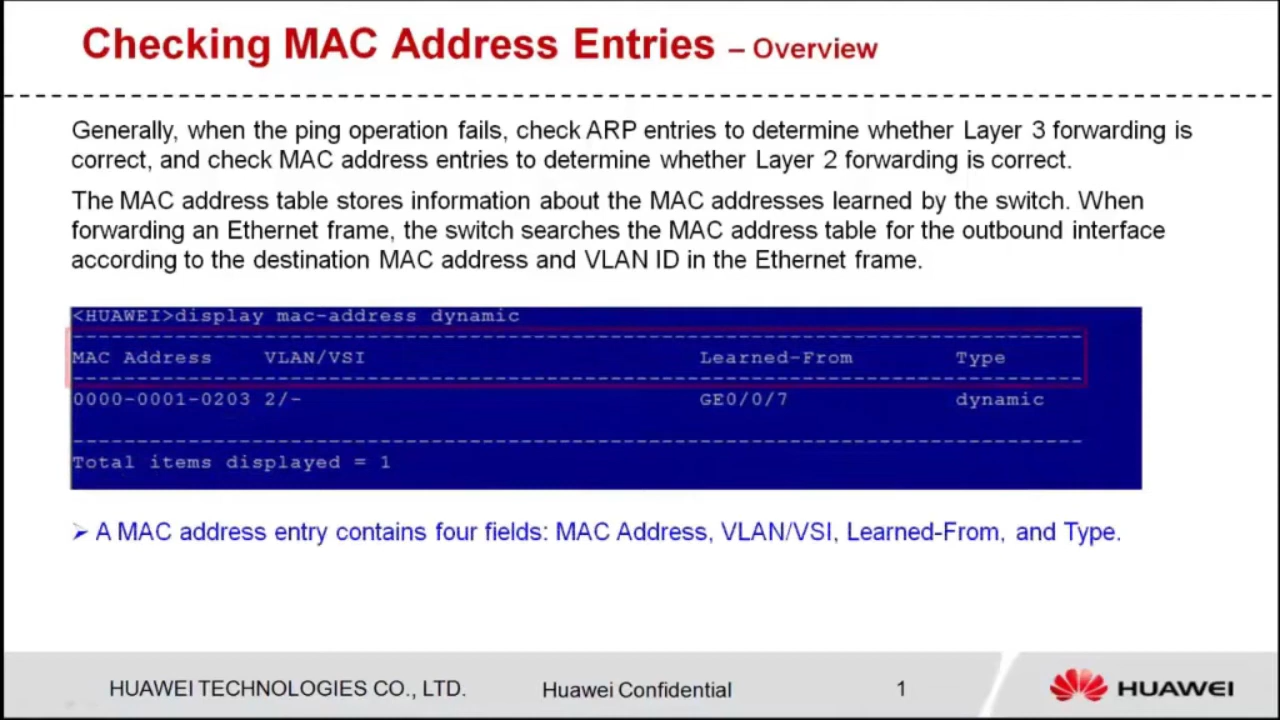 Checking MAC Address Entries – Overview
Generally, when the ping operation fails, check ARP entries to determine whether Layer 3 forwarding is
correct, and check MAC address entries to determine whether Layer 2 forwarding is correct.
The MAC address table stores information about the MAC addresses learned by the switch. When
forwarding an Ethernet frame, the switch searches the MAC address table for the outbound interface
according to the destination MAC address and VLAN ID in the Ethernet frame.
<HUAWEI>display mac-address dynamic
-------------------------------------------------------------------------------
MAC Address    VLAN/VSI                          Learned-From        Type
-------------------------------------------------------------------------------
0000-0001-0203 2/-                               GE0/0/7             dynamic
-------------------------------------------------------------------------------
Total items displayed = 1
➢ A MAC address entry contains four fields: MAC Address, VLAN/VSI, Learned-From, and Type.
HUAWEI TECHNOLOGIES CO., LTD. Huawei Confidential 1 HUAWEI